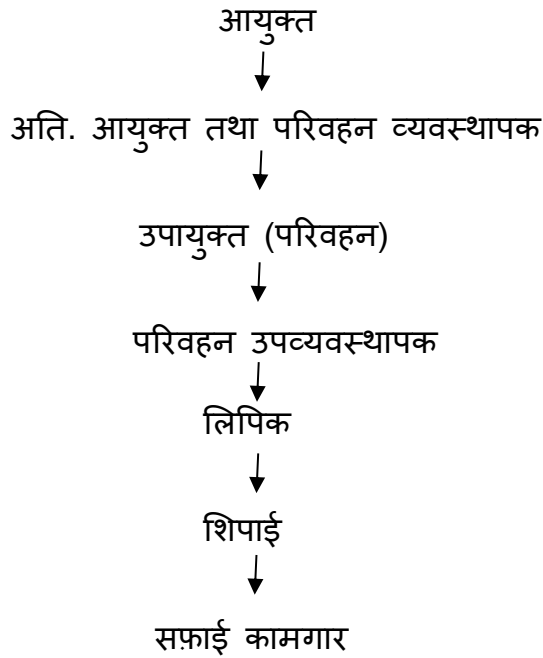 आयुक्त
अति. आयुक्त तथा परिवहन व्यवस्थापक
उपायुक्त (परिवहन)
परिवहन उपव्यवस्थापक
लिपिक
शिपाई
सफ़ाई कामगार